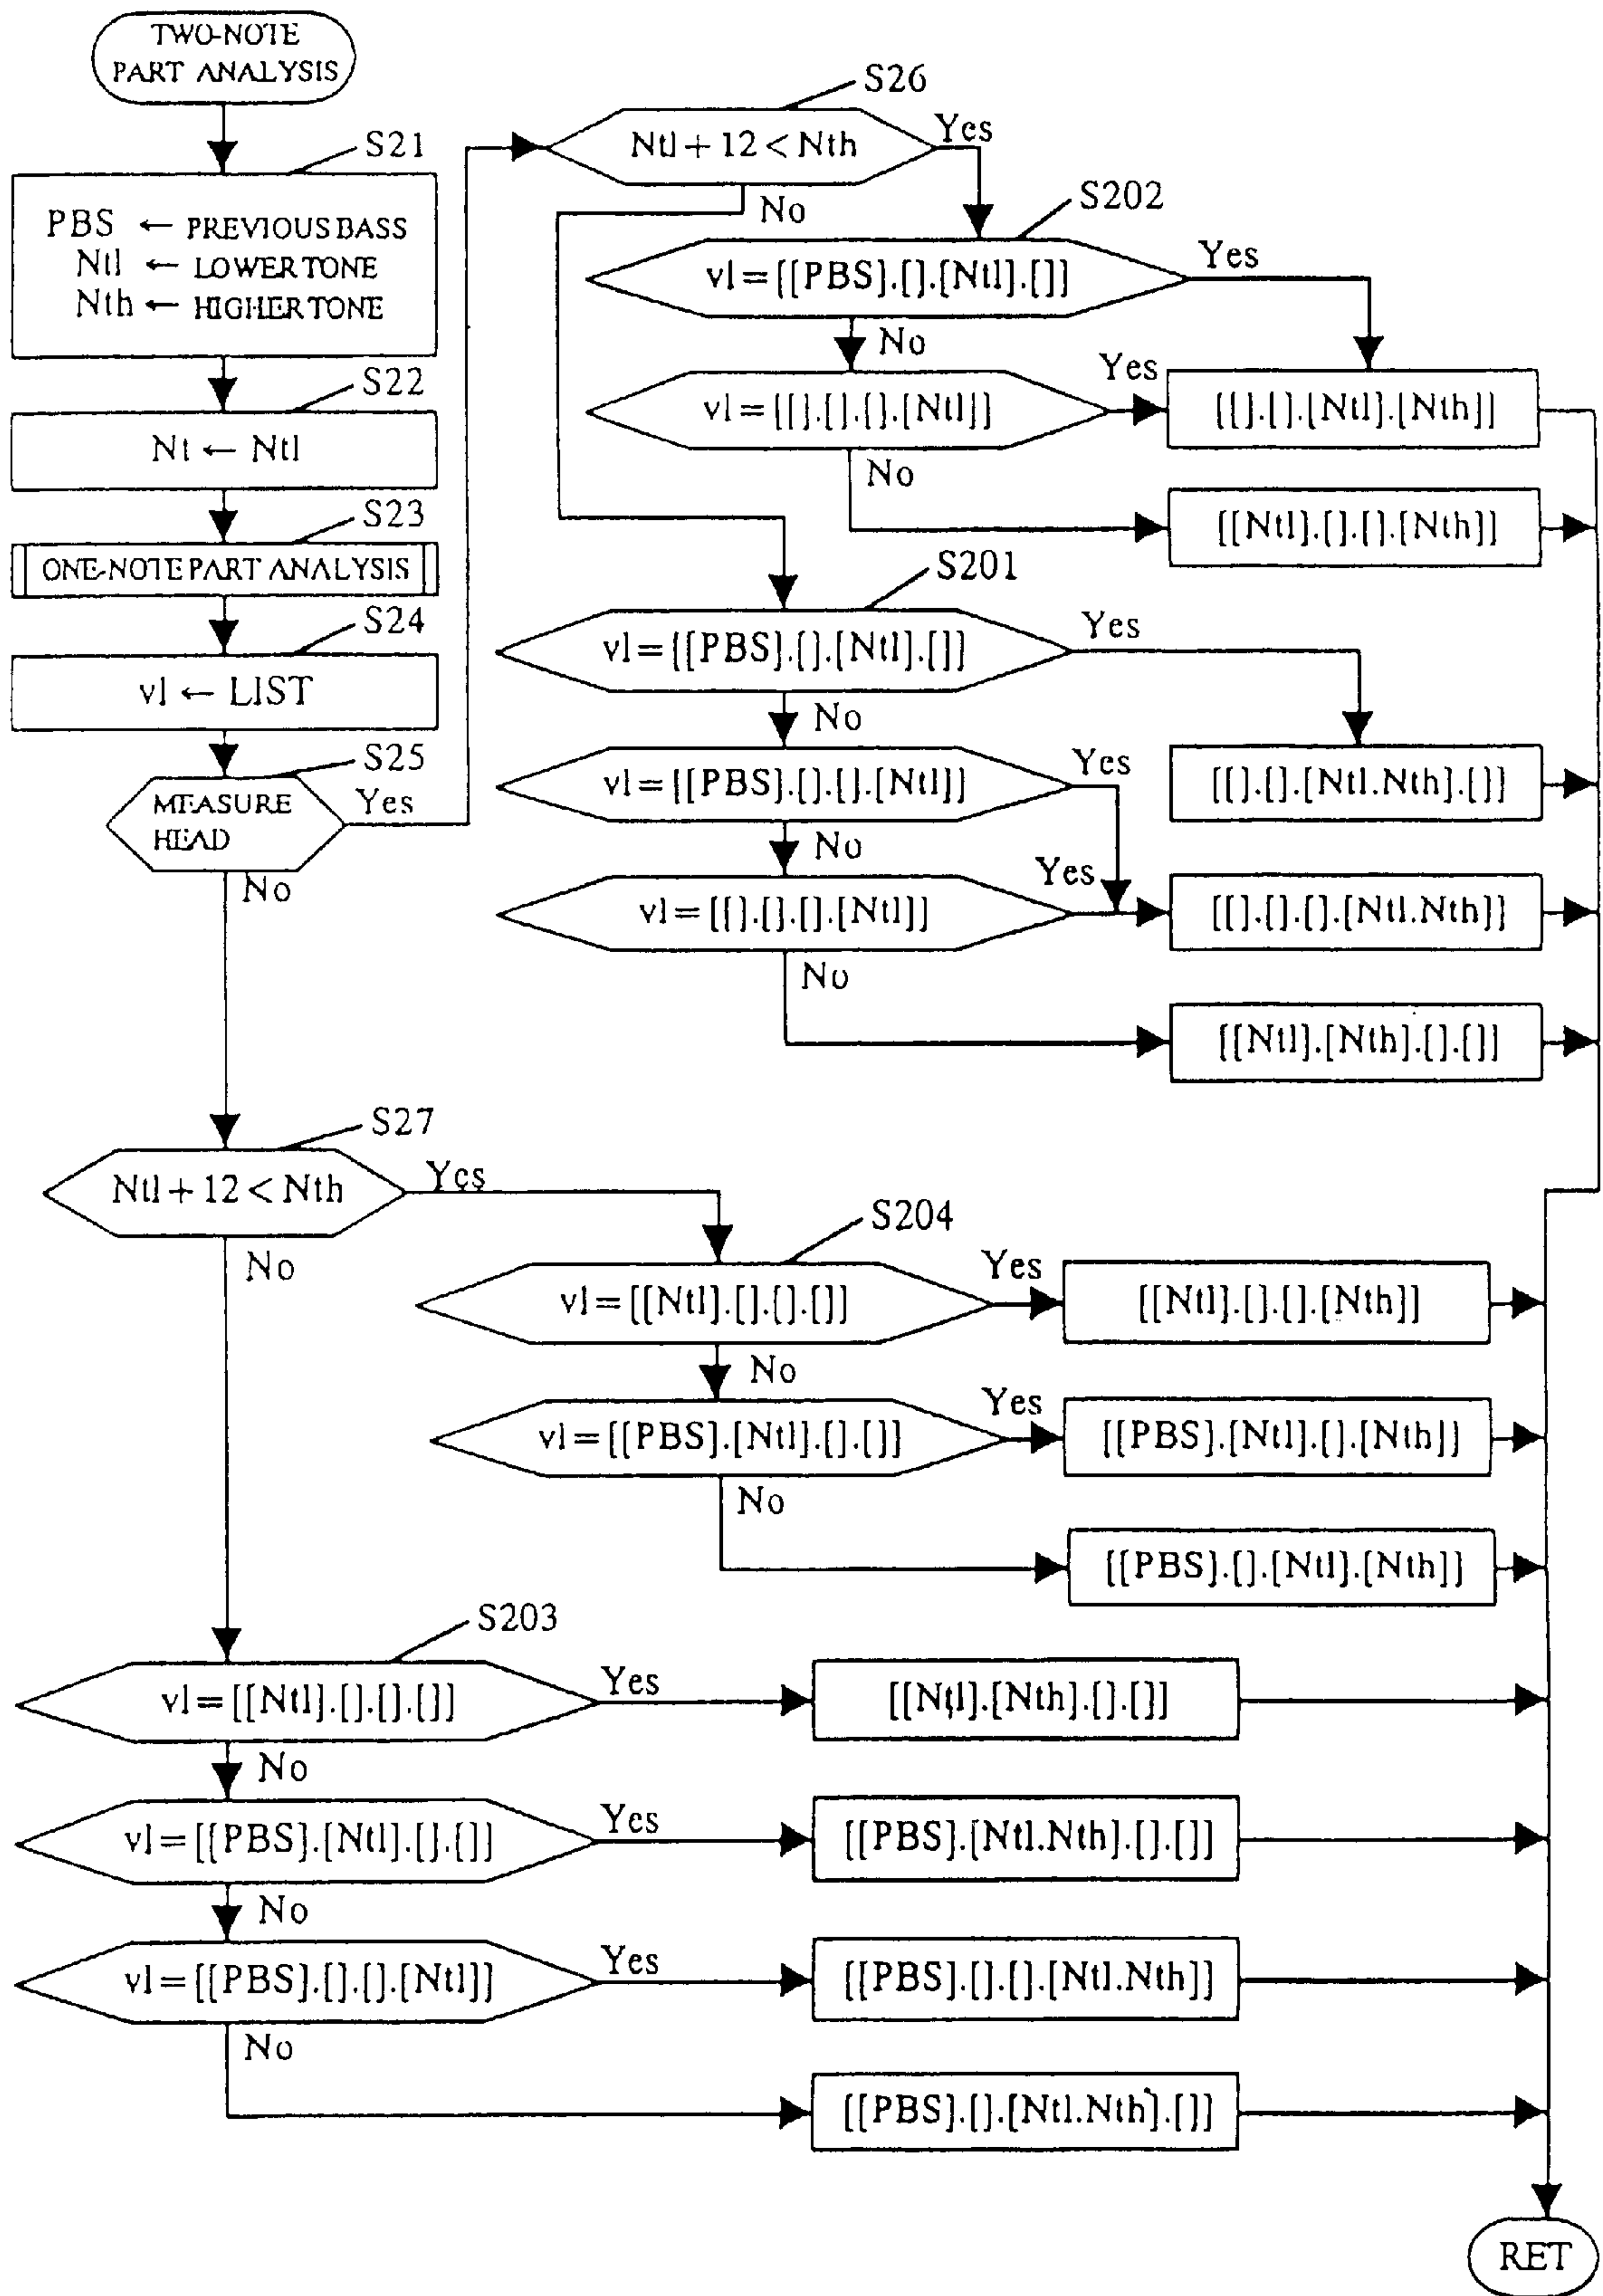 TWO-NOTE
PART ANALYSIS
S21
PBS ← PREVIOUS BASS
Ntl ← LOWER TONE
Nth ← HIGHER TONE
S22
Nt ← Ntl
S23
ONE-NOTE PART ANALYSIS
S24
vl ← LIST
S25
MEASURE
HEAD
Yes
No
S26
Ntl + 12 < Nth
Yes
No
S202
vl = [[PBS].[].[Ntl].[]]
Yes
No
vl = [[].[].[].[Ntl]]
Yes
[[].[].[Ntl].[Nth]]
No
[[Ntl].[].[].[Nth]]
S201
vl = [[PBS].[].[Ntl].[]]
Yes
No
[[].[].[Ntl.Nth].[]]
vl = [[PBS].[].[].[Ntl]]
Yes
No
vl = [[].[].[].[Ntl]]
Yes
[[].[].[].[Ntl.Nth]]
No
[[Ntl].[Nth].[].[]]
S27
Ntl + 12 < Nth
Yes
No
S204
vl = [[Ntl].[].[].[]]
Yes
[[Ntl].[].[].[Nth]]
No
vl = [[PBS].[Ntl].[].[]]
Yes
[[PBS].[Ntl].[].[Nth]]
No
[[PBS].[].[Ntl].[Nth]]
S203
vl = [[Ntl].[].[].[]]
Yes
[[Ntl].[Nth].[].[]]
No
vl = [[PBS].[Ntl].[].[]]
Yes
[[PBS].[Ntl.Nth].[].[]]
No
vl = [[PBS].[].[].[Ntl]]
Yes
[[PBS].[].[].[Ntl.Nth]]
No
[[PBS].[].[Ntl.Nth].[]]
RET